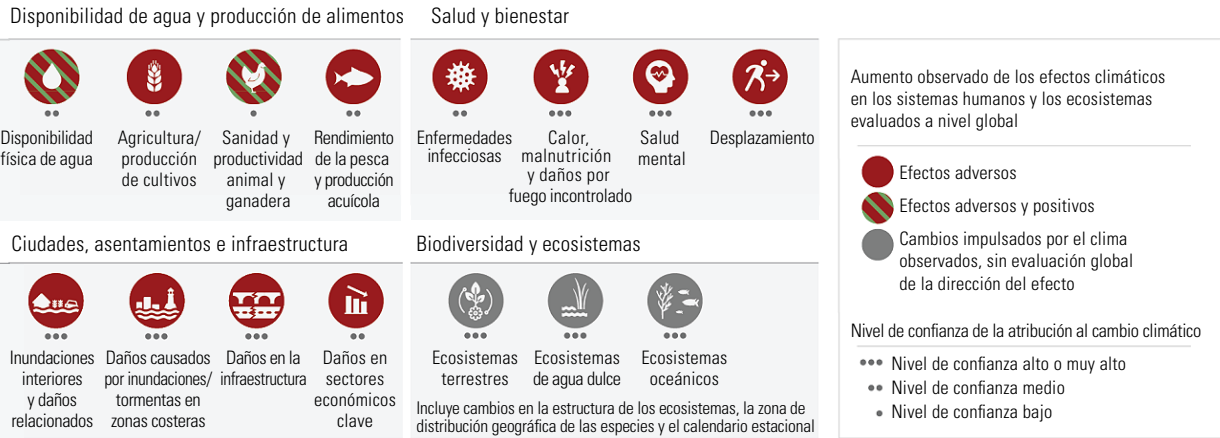 Disponibilidad de agua y producción de alimentos
Disponibilidad
física de agua
Agricultura/
producción
de cultivos
Sanidad y
productividad
animal y
ganadera
Rendimiento
de la pesca
y producción
acuícola
Salud y bienestar
Enfermedades
infecciosas
Calor,
malnutrición
y daños por
fuego incontrolado
Salud
mental
Desplazamiento
Ciudades, asentamientos e infraestructura
Inundaciones
interiores
y daños
relacionados
Daños causados
por inundaciones/
tormentas en
zonas costeras
Daños en la
infraestructura
Daños en
sectores
económicos
clave
Biodiversidad y ecosistemas
Ecosistemas
terrestres
Ecosistemas
de agua dulce
Ecosistemas
oceánicos
Incluye cambios en la estructura de los ecosistemas, la zona de
distribución geográfica de las especies y el calendario estacional
Aumento observado de los efectos climáticos
en los sistemas humanos y los ecosistemas
evaluados a nivel global
Efectos adversos
Efectos adversos y positivos
Cambios impulsados por el clima
observados, sin evaluación global
de la dirección del efecto
Nivel de confianza de la atribución al cambio climático
••• Nivel de confianza alto o muy alto
•• Nivel de confianza medio
• Nivel de confianza bajo